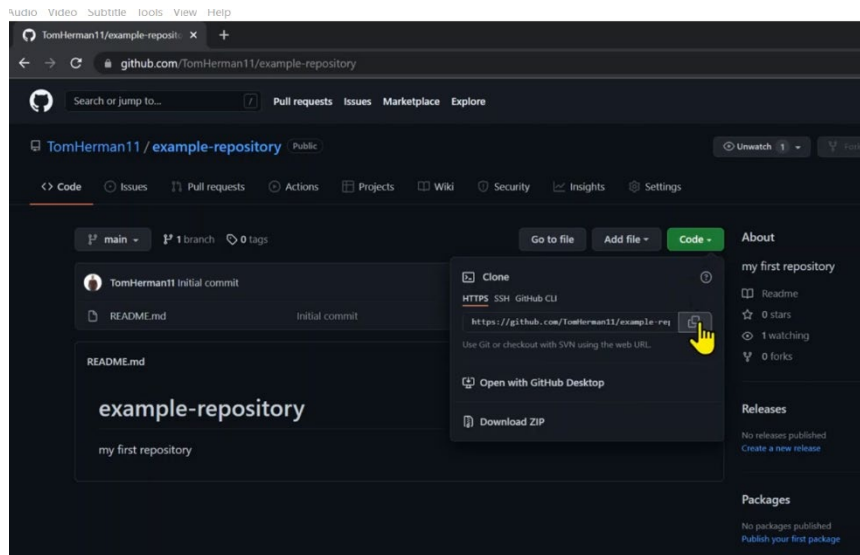 Audio Video Subtitle Tools View Help
TomHerman11/example-reposito
github.com/TomHerman11/example-repository
Search or jump to... / Pull requests Issues Marketplace Explore
TomHerman11 / example-repository Public
Unwatch 1 Fork
<> Code Issues Pull requests Actions Projects Wiki Security Insights Settings
main 1 branch 0 tags Go to file Add file Code
About
my first repository
Readme
0 stars
1 watching
0 forks
Releases
No releases published
Create a new release
Packages
No packages published
Publish your first package
TomHerman11 Initial commit
README.md Initial commit
Clone
HTTPS SSH GitHub CLI
https://github.com/TomHerman11/example-rep
Use Git or checkout with SVN using the web URL.
Open with GitHub Desktop
Download ZIP
README.md
example-repository
my first repository